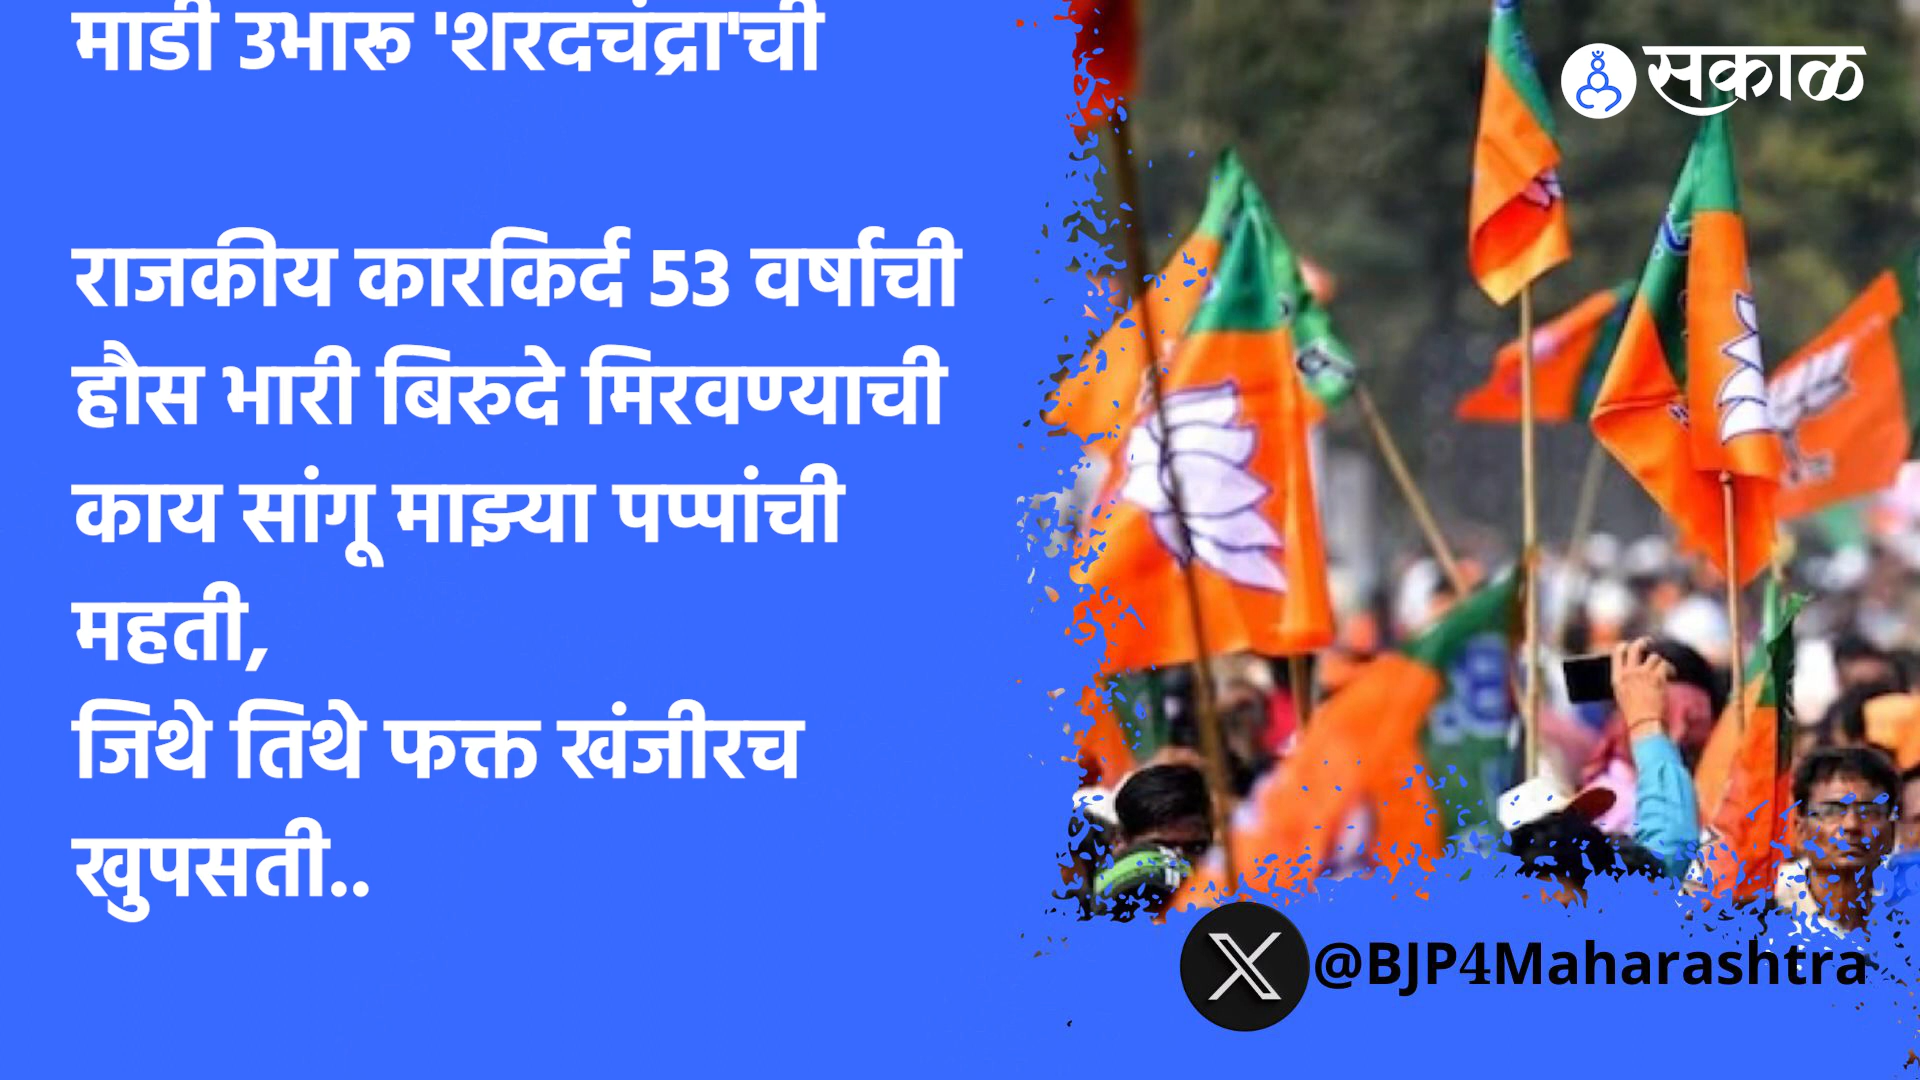 माडी उभारू 'शरदचंद्रा'ची
सकाळ
राजकीय कारकिर्द 53 वर्षाची
हौस भारी बिरुदे मिरवण्याची
काय सांगू माझ्या पप्पांची
महती,
जिथे तिथे फक्त खंजीरच
खुपसती..
@BJP4Maharashtra